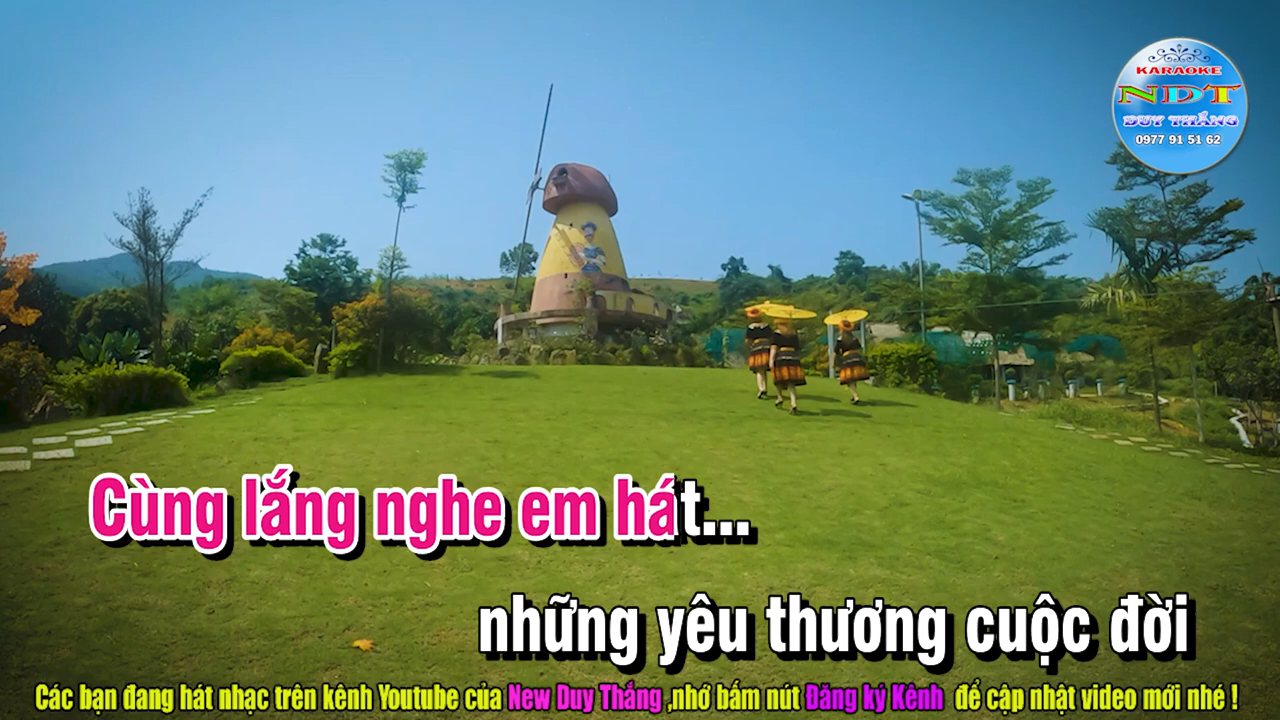 KARAOKE
NDT
DUY THẮNG
0977 91 51 62
Cùng lắng nghe em hát...
những yêu thương cuộc đời
Các bạn đang hát nhạc trên kênh Youtube của New Duy Thắng ,nhớ bấm nút Đăng ký Kênh để cập nhật video mới nhé !